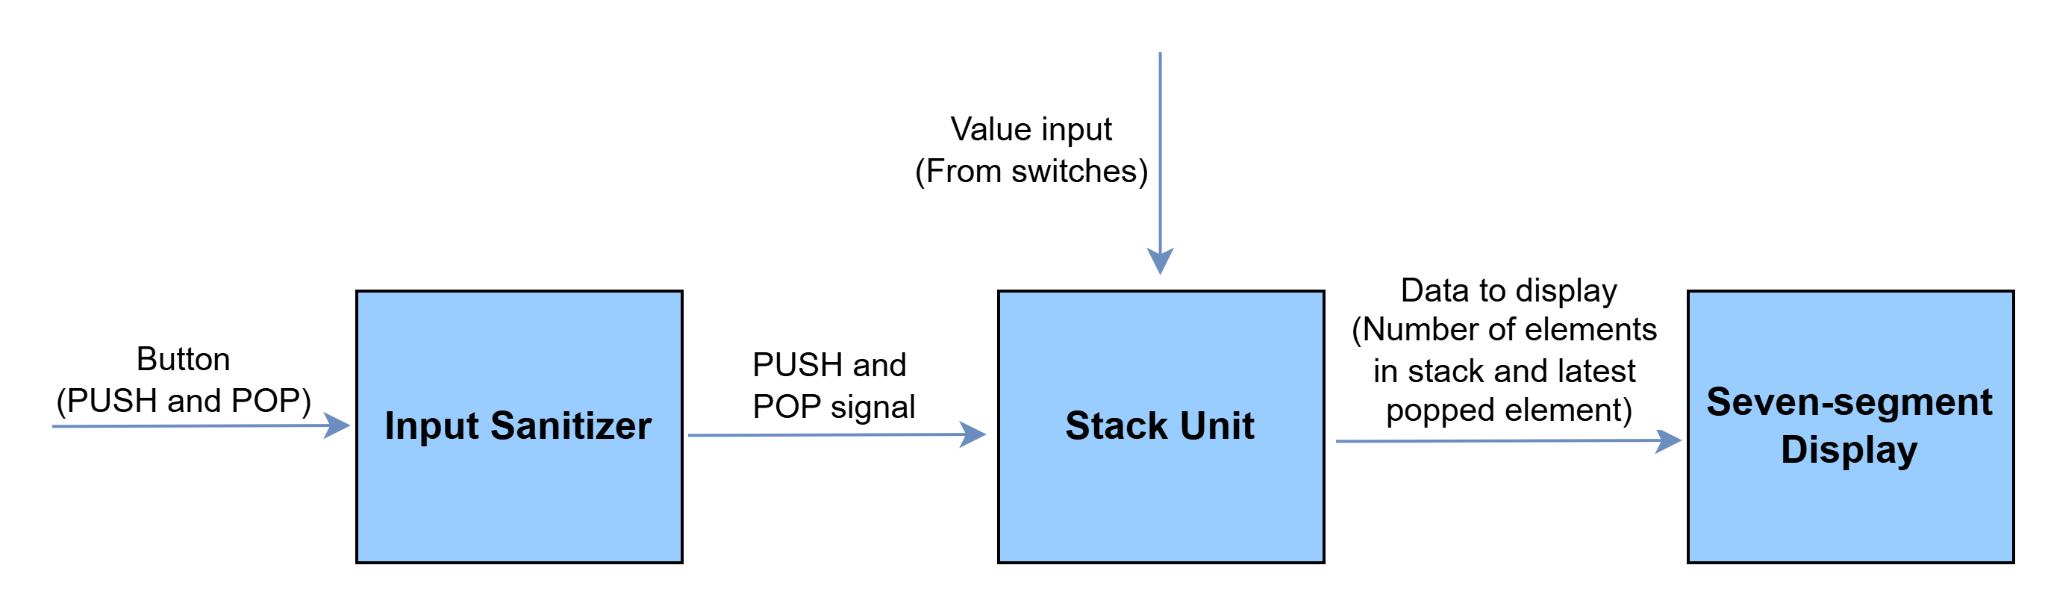 Value input
(From switches)
Button
(PUSH and POP)
Input Sanitizer
PUSH and
POP signal
Stack Unit
Data to display
(Number of elements
in stack and latest
popped element)
Seven-segment
Display